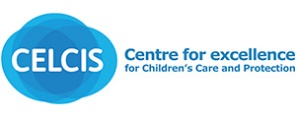 CELCIS
Centre for excellence
for Children's Care and Protection